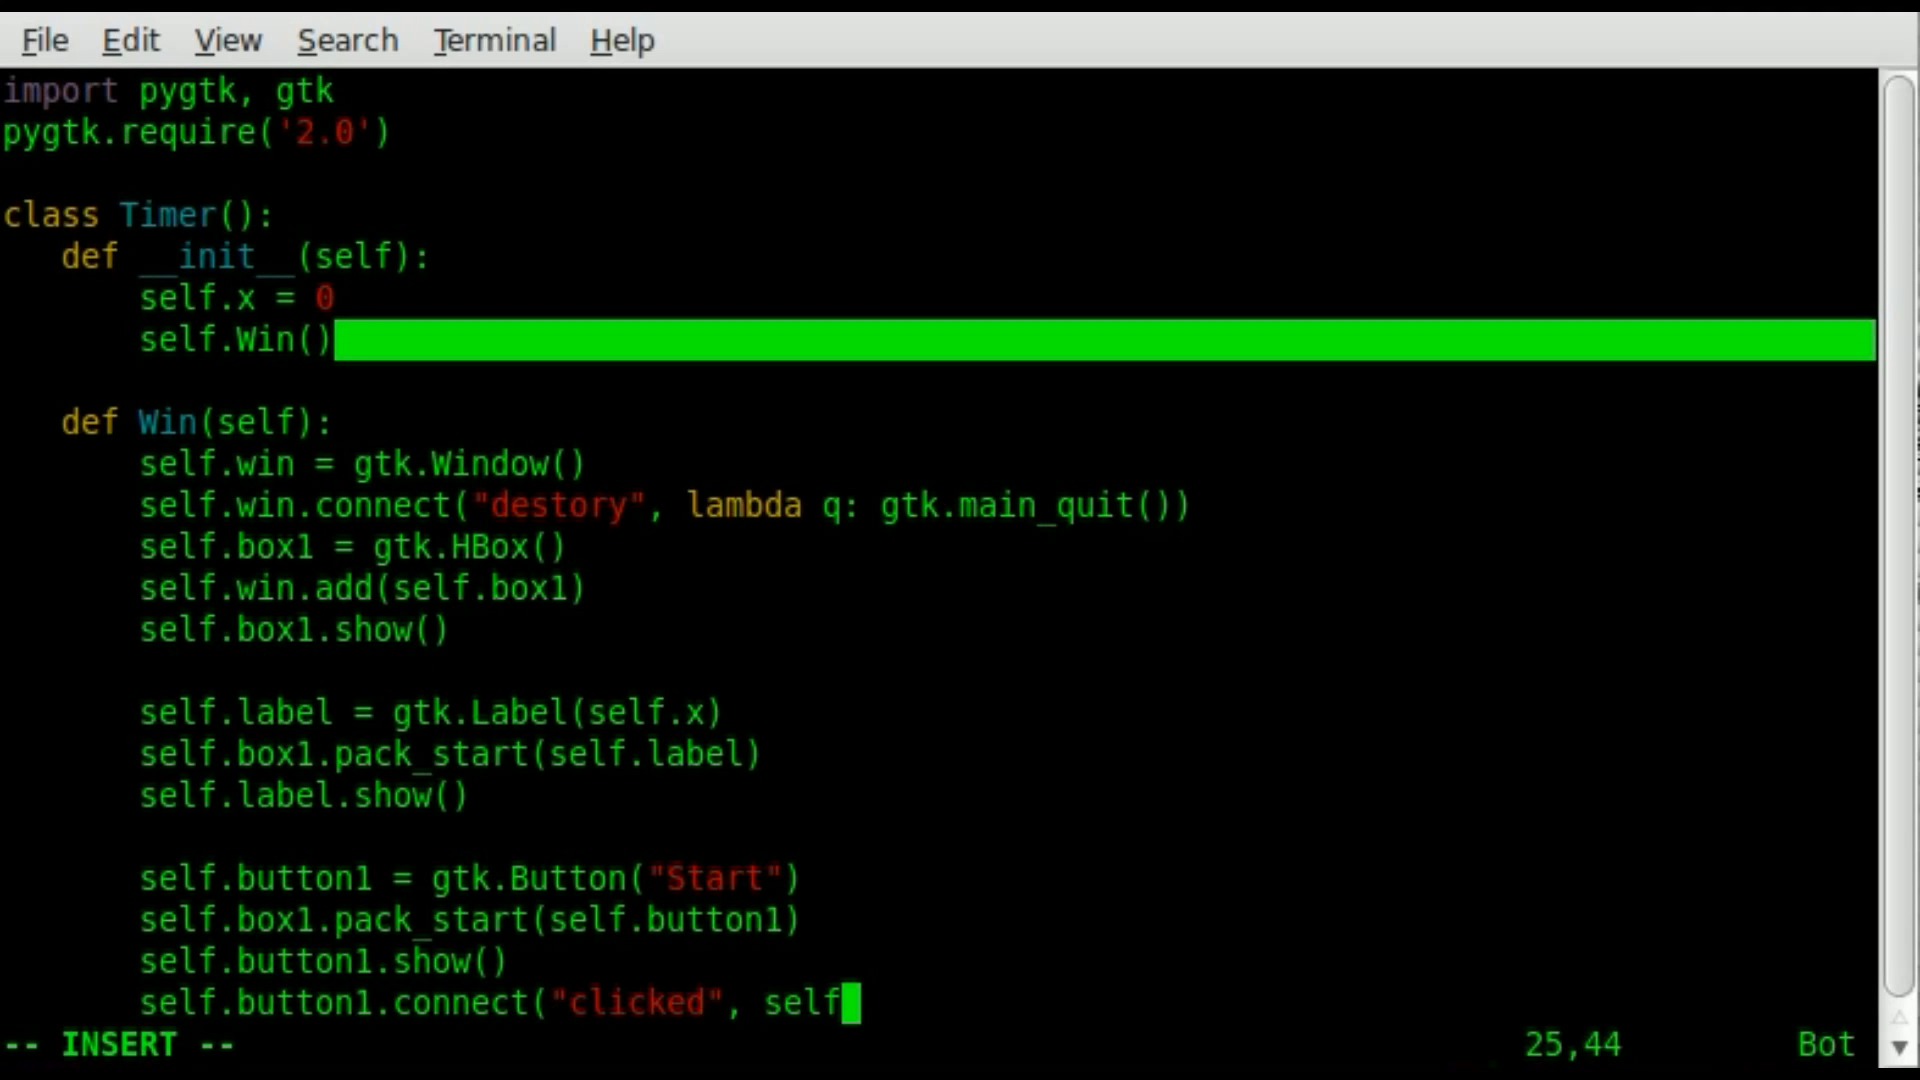 File Edit View Search Terminal Help
import pygtk, gtk
pygtk.require('2.0')
class Timer():
   def __init__(self):
       self.x = 0
       self.Win()
   def Win(self):
       self.win = gtk.Window()
       self.win.connect("destory", lambda q: gtk.main_quit())
       self.box1 = gtk.HBox()
       self.win.add(self.box1)
       self.box1.show()
       self.label = gtk.Label(self.x)
       self.box1.pack_start(self.label)
       self.label.show()
       self.button1 = gtk.Button("Start")
       self.box1.pack_start(self.button1)
       self.button1.show()
       self.button1.connect("clicked", self
-- INSERT -- 25,44 Bot